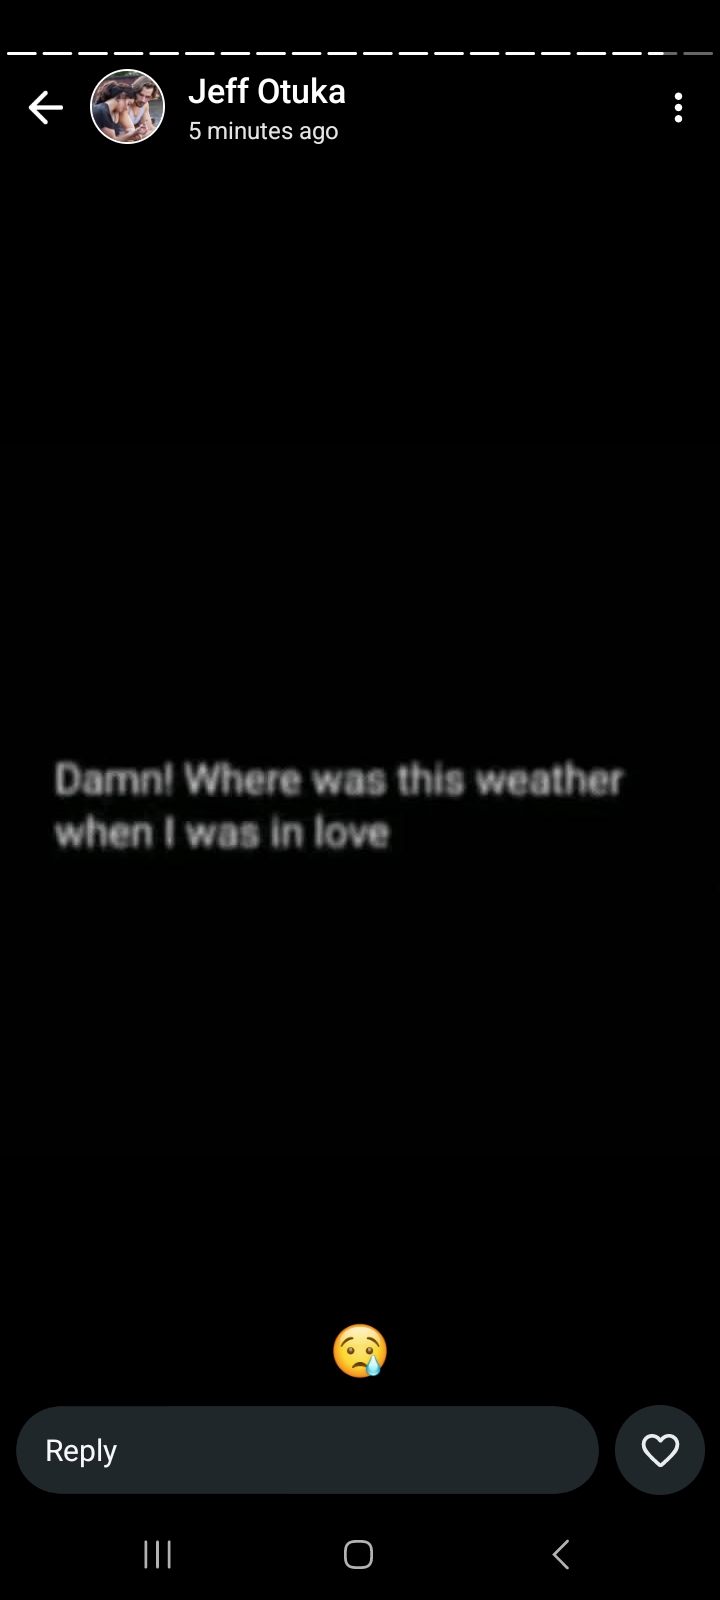 Jeff Otuka
5 minutes ago
Damn! Where was this weather
when I was in love
😢
Reply